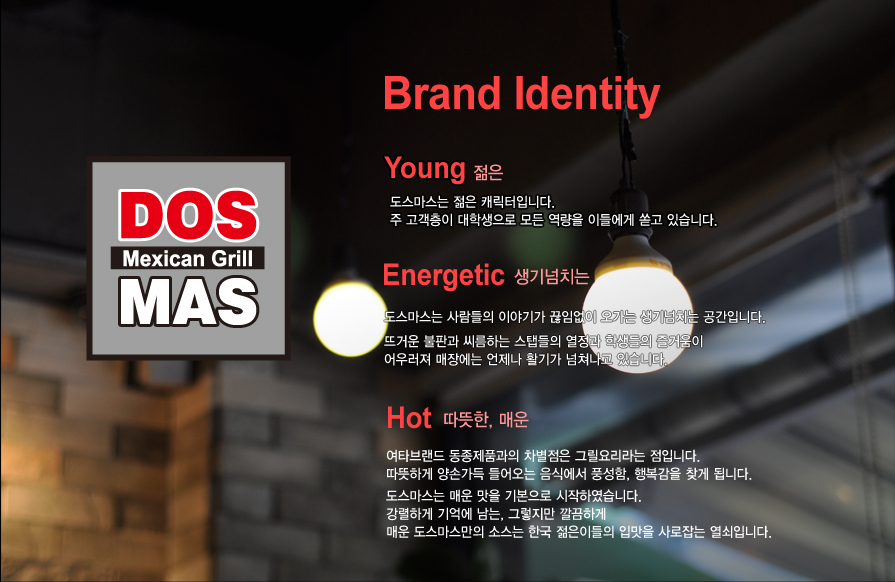 DOS
Mexican Grill
MAS
Brand Identity
Young 젊은
도스마스는 젊은 캐릭터입니다.
주 고객층이 대학생으로 모든 역량을 이들에게 쏟고 있습니다.
Energetic 생기넘치는
도스마스는 사람들의 이야기가 끊임없이 오가는 생기넘치는 공간입니다.
뜨거운 불판과 씨름하는 스탭들의 열정과 학생들의 즐거움이
어우러져 매장에는 언제나 활기가 넘쳐나고 있습니다.
Hot 따뜻한, 매운
여타브랜드 동종제품과의 차별점은 그릴요리라는 점입니다.
따뜻하게 양손가득 들어오는 음식에서 풍성함, 행복감을 찾게 됩니다.
도스마스는 매운 맛을 기본으로 시작하였습니다.
강렬하게 기억에 남는, 그렇지만 깔끔하게
매운 도스마스만의 소스는 한국 젊은이들의 입맛을 사로잡는 열쇠입니다.